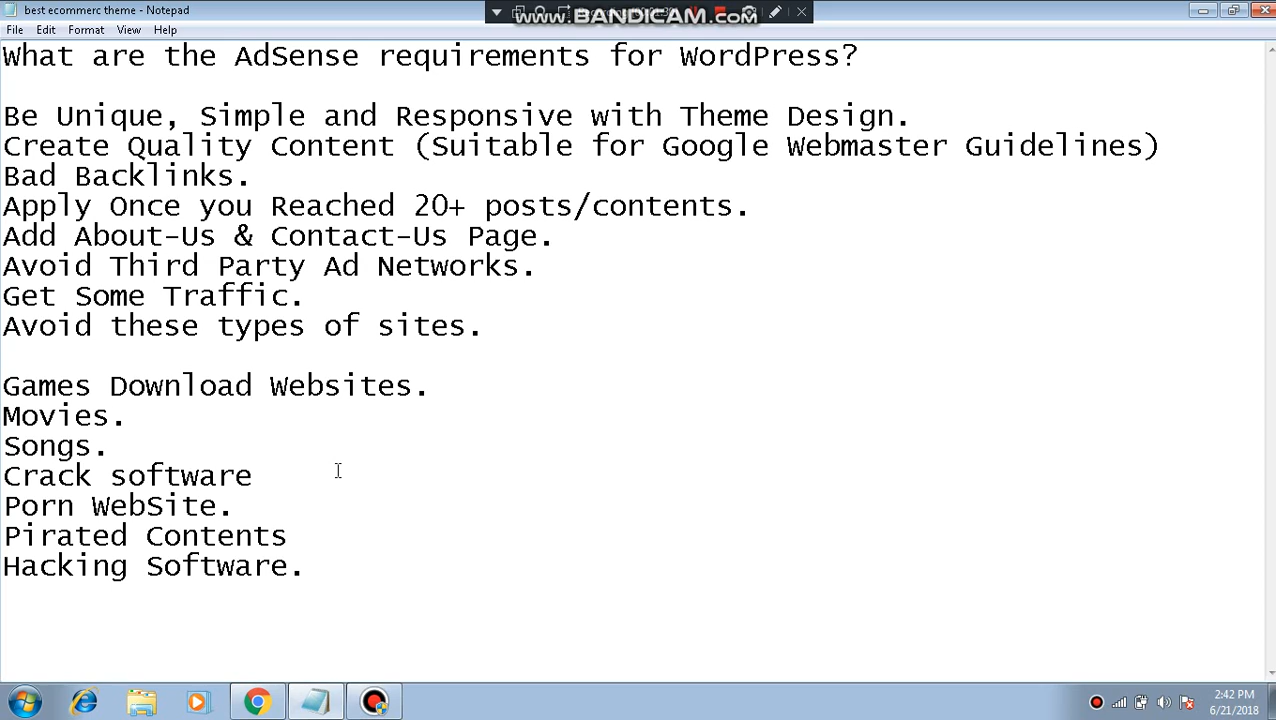 best ecommerc theme - Notepad
www.BANDICAM.com
File Edit Format View Help
What are the AdSense requirements for WordPress?
Be Unique, Simple and Responsive with Theme Design.
Create Quality Content (Suitable for Google Webmaster Guidelines)
Bad Backlinks.
Apply Once you Reached 20+ posts/contents.
Add About-Us & Contact-Us Page.
Avoid Third Party Ad Networks.
Get Some Traffic.
Avoid these types of sites.
Games Download Websites.
Movies.
Songs.
Crack software
Porn WebSite.
Pirated Contents
Hacking Software.
2:42 PM
6/21/2018